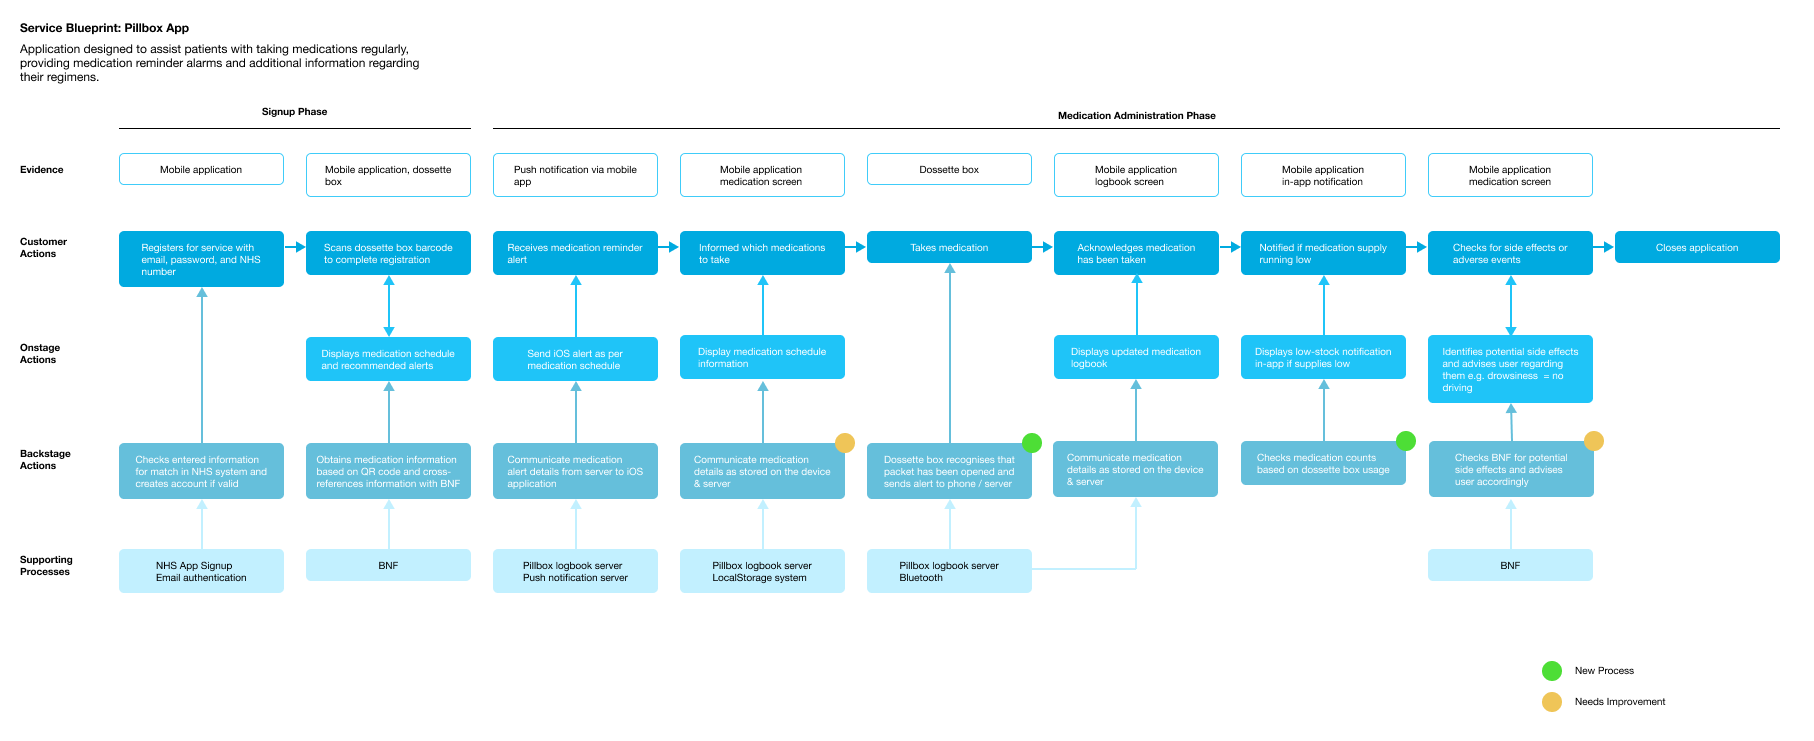 Service Blueprint: Pillbox App
Application designed to assist patients with taking medications regularly,
providing medication reminder alarms and additional information regarding
their regimens.
Signup Phase
Medication Administration Phase
Evidence
Mobile application
Mobile application, dossette
box
Push notification via mobile
app
Mobile application
medication screen
Dossette box
Mobile application
logbook screen
Mobile application
in-app notification
Mobile application
medication screen
Customer
Actions
Registers for service with
email, password, and NHS
number
Scans dossette box barcode
to complete registration
Receives medication reminder
alert
Informed which medications
to take
Takes medication
Acknowledges medication
has been taken
Notified if medication supply
running low
Checks for side effects or
adverse events
Closes application
Onstage
Actions
Displays medication schedule
and recommended alerts
Send iOS alert as per
medication schedule
Display medication schedule
information
Displays updated medication
logbook
Displays low-stock notification
in-app if supplies low
Identifies potential side effects
and advises user regarding
them e.g. drowsiness = no
driving
Backstage
Actions
Checks entered information
for match in NHS system and
creates account if valid
Obtains medication information
based on QR code and cross-
references information with BNF
Communicate medication
alert details from server to iOS
application
Communicate medication
details as stored on the device
& server
Dossette box recognises that
packet has been opened and
sends alert to phone / server
Communicate medication
details as stored on the device
& server
Checks medication counts
based on dossette box usage
Checks BNF for potential
side effects and advises
user accordingly
Supporting
Processes
NHS App Signup
Email authentication
BNF
Pillbox logbook server
Push notification server
Pillbox logbook server
LocalStorage system
Pillbox logbook server
Bluetooth
BNF
New Process
Needs Improvement